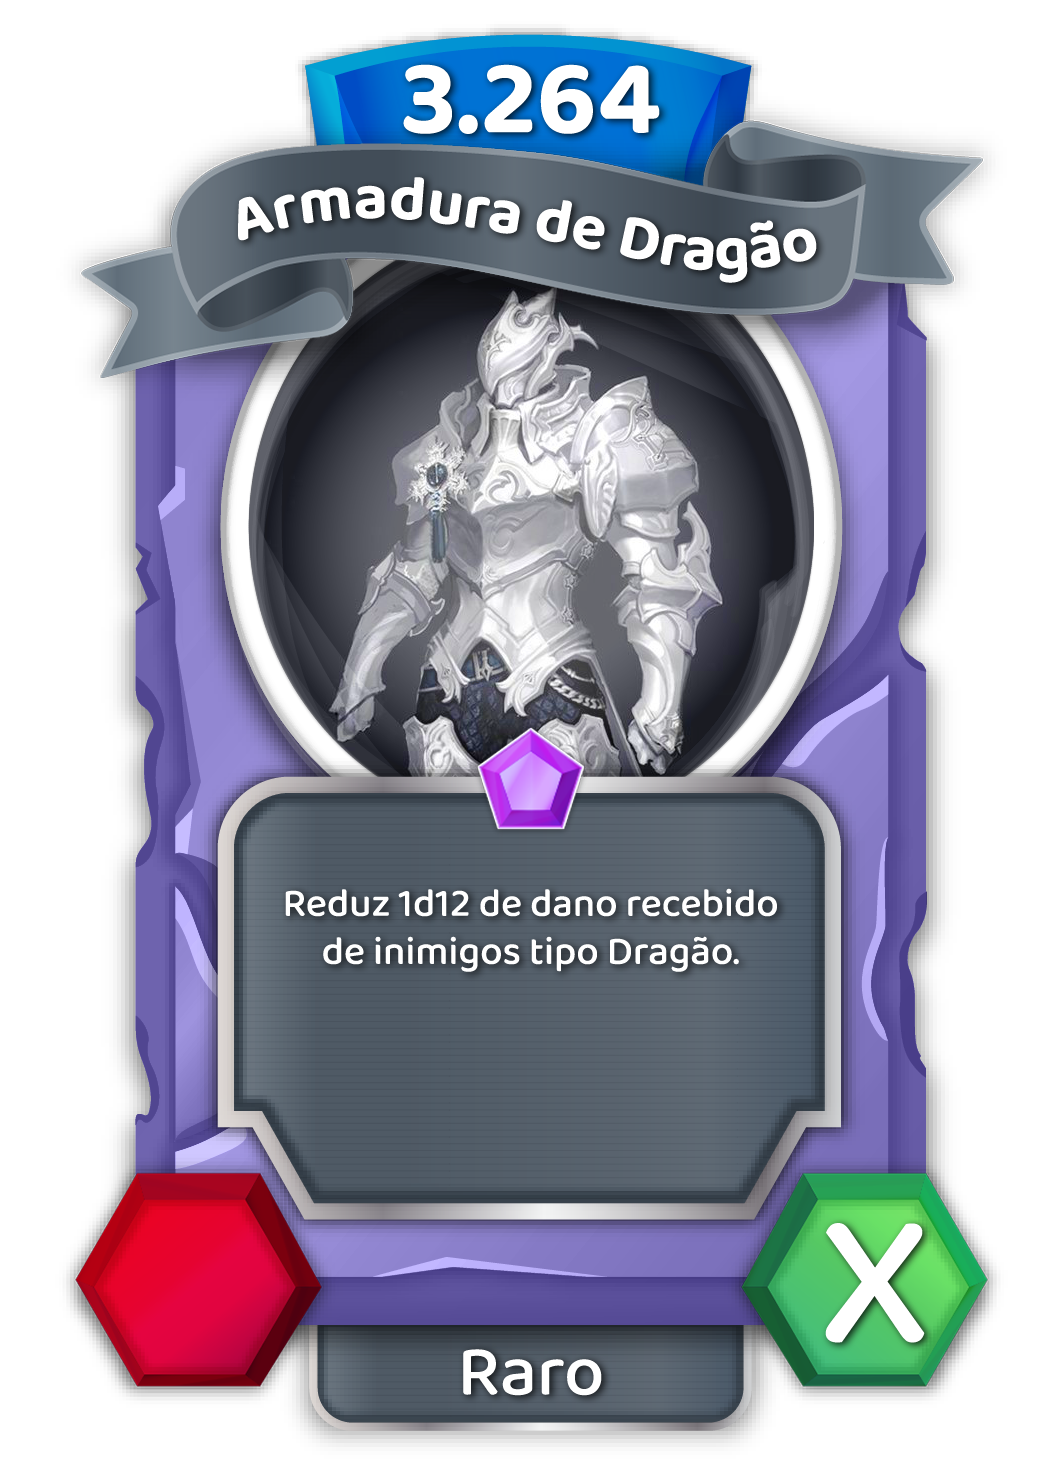 3.264
Armadura de Dragão
Reduz 1d12 de dano recebido
de inimigos tipo Dragão.
X
Raro